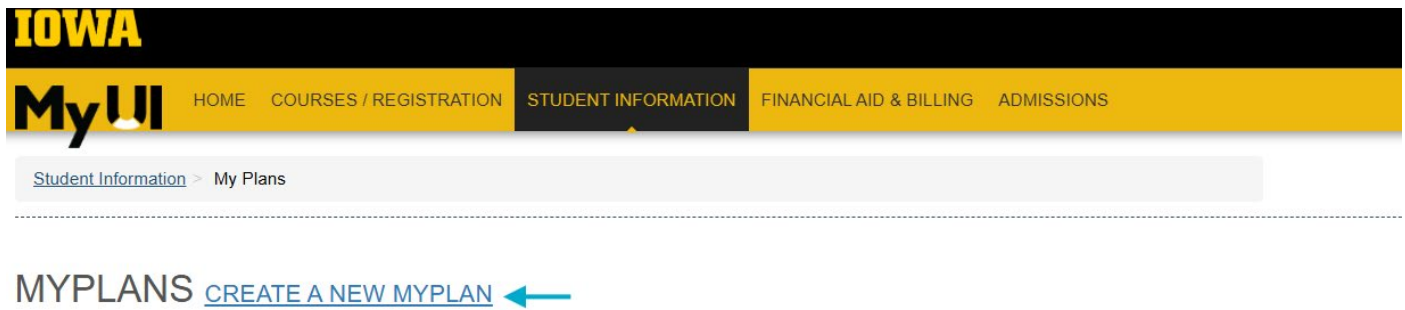 IOWA
MyUI HOME COURSES / REGISTRATION STUDENT INFORMATION FINANCIAL AID & BILLING ADMISSIONS
Student Information > My Plans
MYPLANS CREATE A NEW MYPLAN